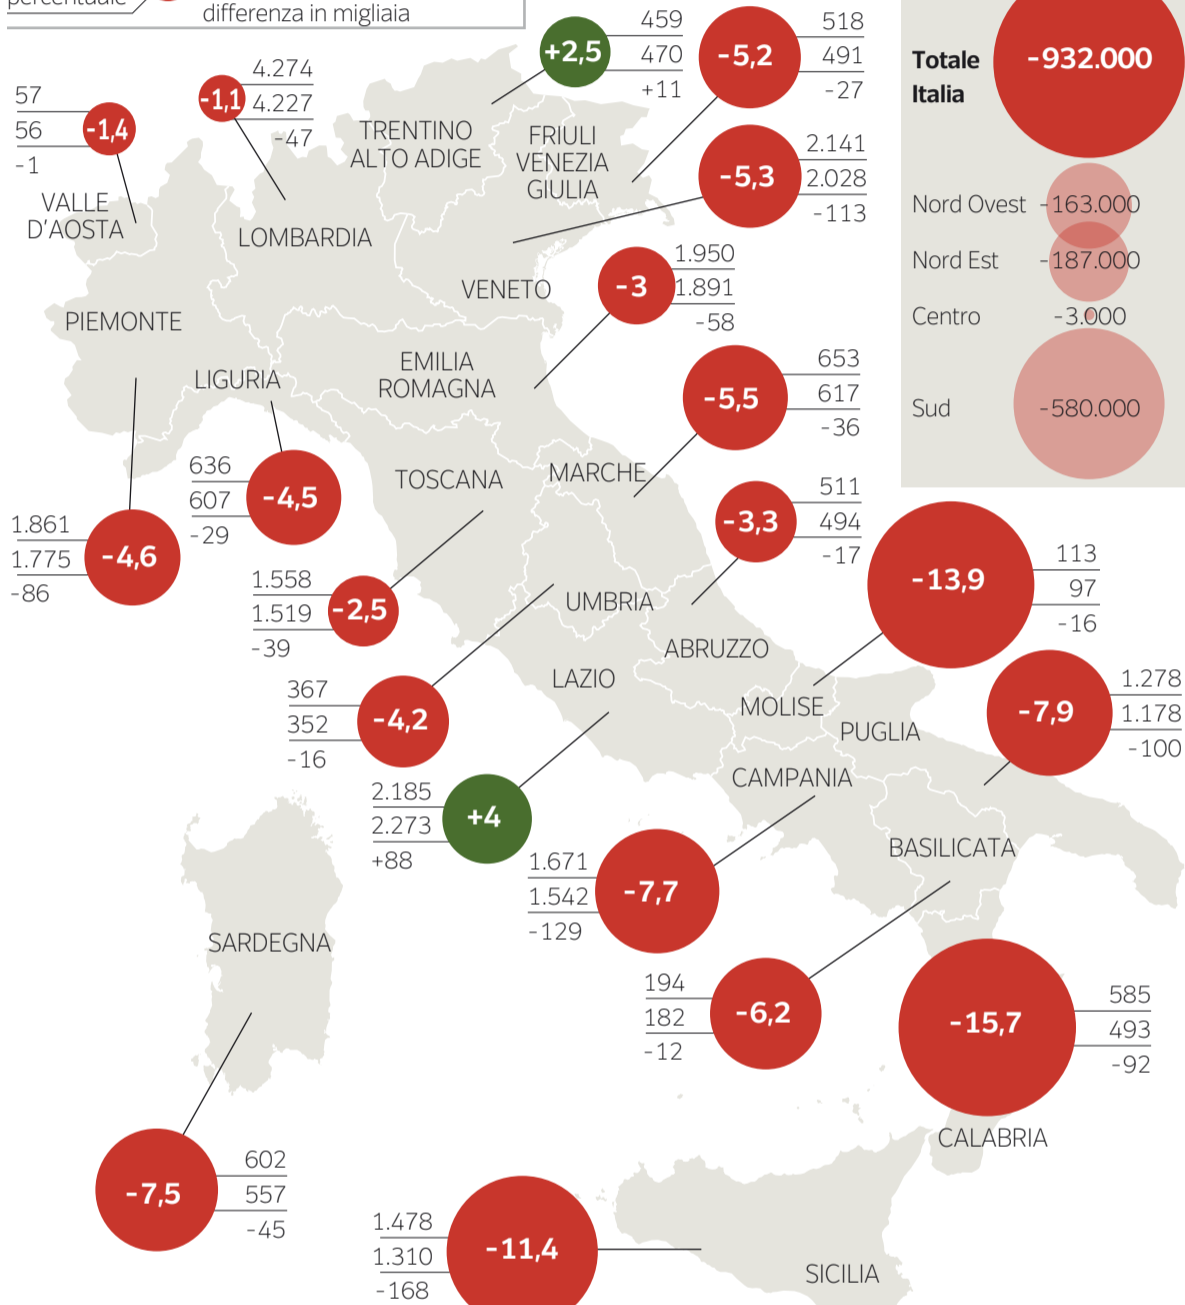 percentuale
differenza in migliaia
+2,5
459
470
+11
-5,2
518
491
-27
Totale
Italia
-932.000
Nord Ovest -163.000
Nord Est -187.000
Centro -3.000
Sud -580.000
57
56
-1
-1,4
VALLE
D'AOSTA
-1,1
4.274
4.227
-47
LOMBARDIA
TRENTINO
ALTO ADIGE
FRIULI
VENEZIA
GIULIA
-5,3
2.141
2.028
-113
VENETO
-3
1.950
1.891
-58
PIEMONTE
LIGURIA
EMILIA
ROMAGNA
-5,5
653
617
-36
TOSCANA
MARCHE
636
607
-29
-4,5
1.861
1.775
-86
-4,6
-3,3
511
494
-17
1.558
1.519
-39
-2,5
UMBRIA
ABRUZZO
-13,9
113
97
-16
LAZIO
367
352
-16
-4,2
MOLISE
PUGLIA
-7,9
1.278
1.178
-100
CAMPANIA
2.185
2.273
+88
+4
BASILICATA
1.671
1.542
-129
-7,7
SARDEGNA
194
182
-12
-6,2
-15,7
585
493
-92
CALABRIA
-7,5
602
557
-45
1.478
1.310
-168
-11,4
SICILIA